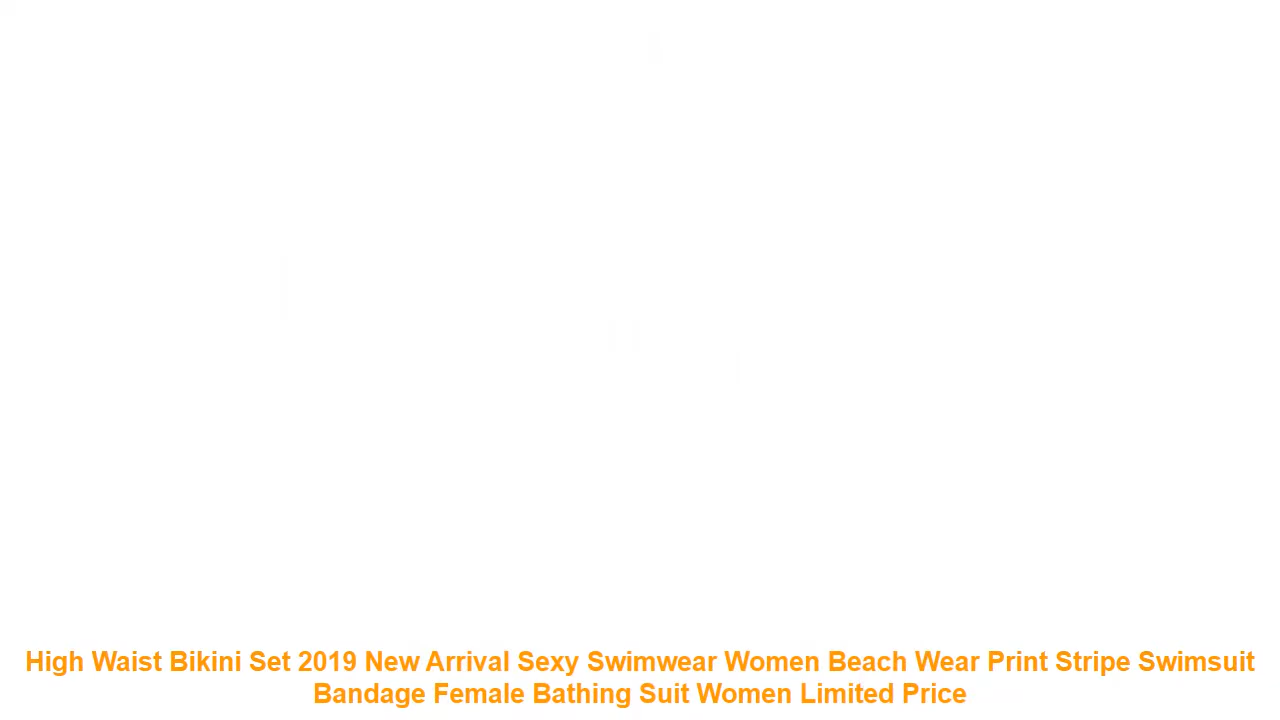 High Waist Bikini Set 2019 New Arrival Sexy Swimwear Women Beach Wear Print Stripe Swimsuit
Bandage Female Bathing Suit Women Limited Price